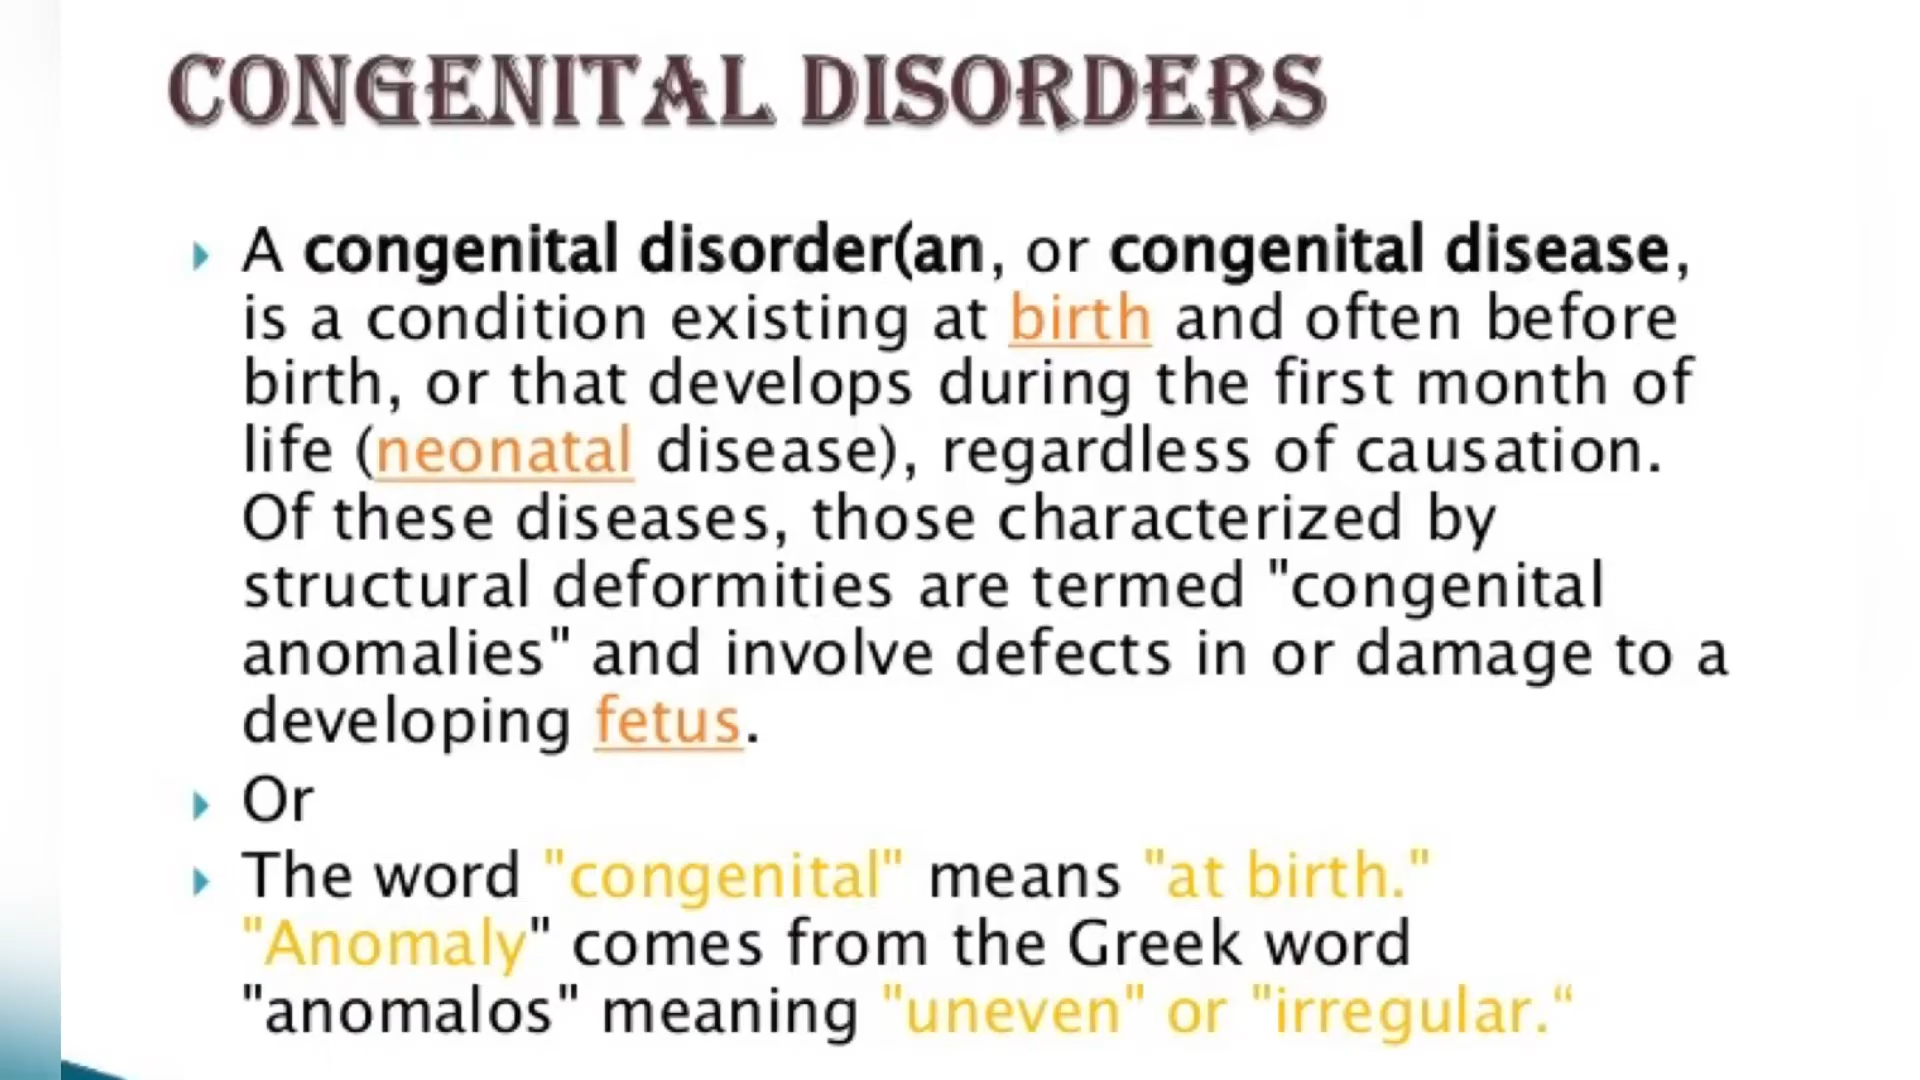 CONGENITAL DISORDERS
A congenital disorder(an, or congenital disease,
is a condition existing at birth and often before
birth, or that develops during the first month of
life (neonatal disease), regardless of causation.
Of these diseases, those characterized by
structural deformities are termed "congenital
anomalies" and involve defects in or damage to a
developing fetus.
Or
The word "congenital" means "at birth."
"Anomaly" comes from the Greek word
"anomalos" meaning "uneven" or "irregular.“